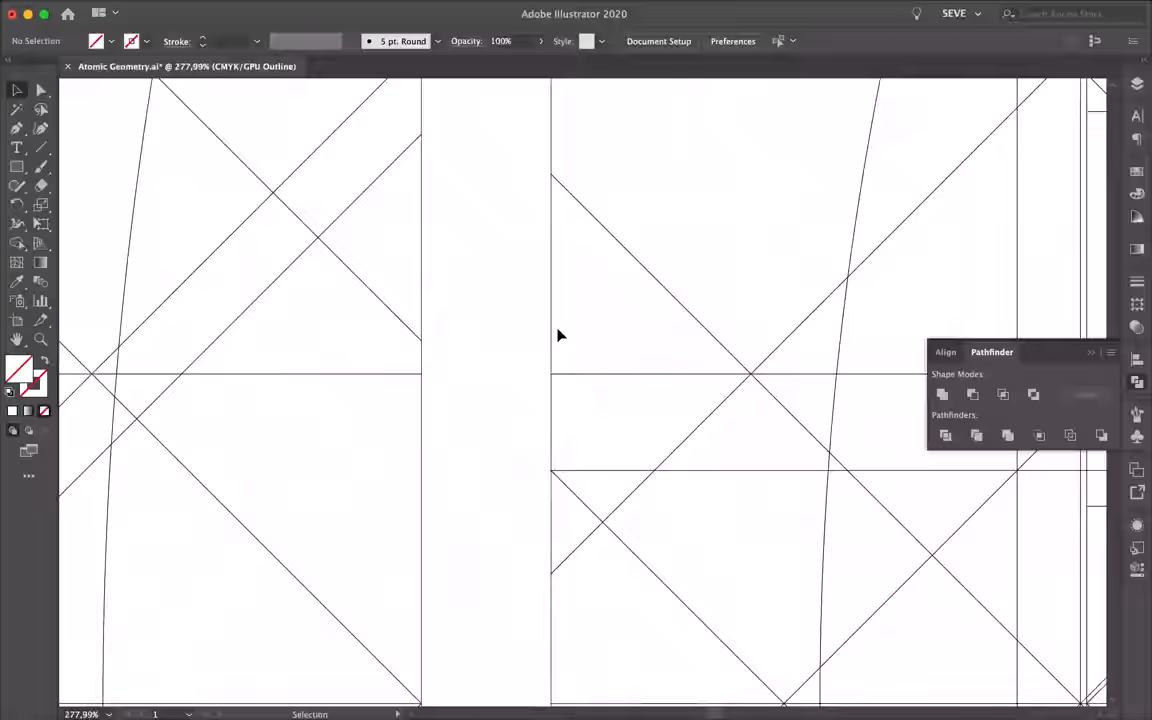 Adobe Illustrator 2020
SEVE
No Selection
Stroke:
5 pt. Round
Opacity: 100%
Style:
Document Setup
Preferences
× Atomic Geometry.ai* @ 277,99% (CMYK/GPU Outline)
Align
Pathfinder
Shape Modes
Pathfinders:
277,99%
1
Selection